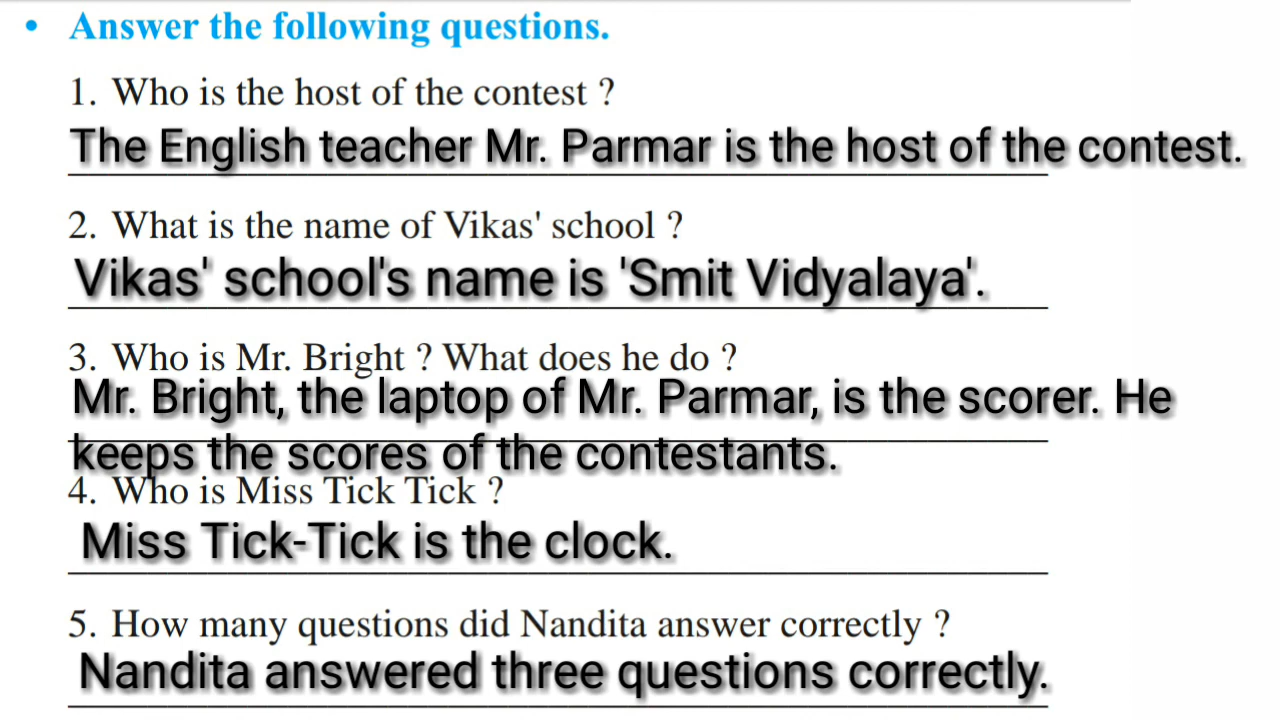 • Answer the following questions.
1. Who is the host of the contest ?
The English teacher Mr. Parmar is the host of the contest.
2. What is the name of Vikas' school ?
Vikas' school's name is 'Smit Vidyalaya'.
3. Who is Mr. Bright ? What does he do ?
Mr. Bright, the laptop of Mr. Parmar, is the scorer. He
keeps the scores of the contestants.
4. Who is Miss Tick Tick ?
Miss Tick-Tick is the clock.
5. How many questions did Nandita answer correctly ?
Nandita answered three questions correctly.